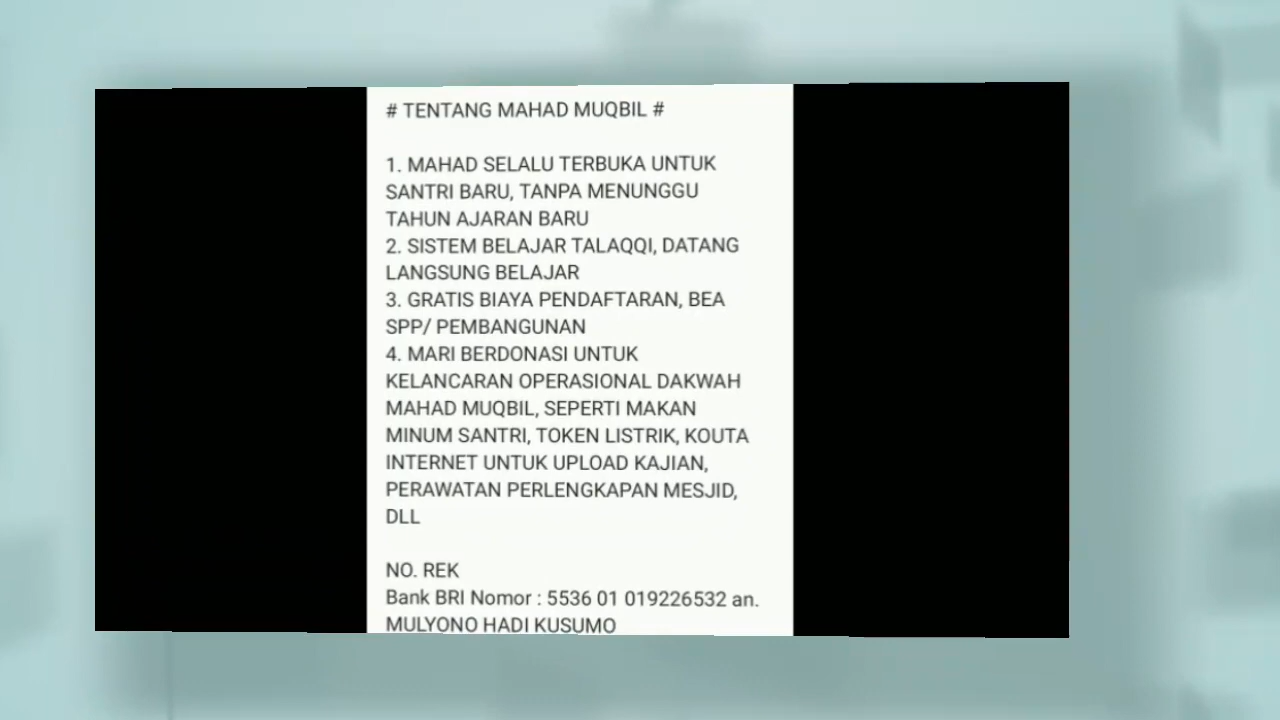 # TENTANG MAHAD MUQBIL #
1. MAHAD SELALU TERBUKA UNTUK
SANTRI BARU, TANPA MENUNGGU
TAHUN AJARAN BARU
2. SISTEM BELAJAR TALAQQI, DATANG
LANGSUNG BELAJAR
3. GRATIS BIAYA PENDAFTARAN, BEA
SPP/ PEMBANGUNAN
4. MARI BERDONASI UNTUK
KELANCARAN OPERASIONAL DAKWAH
MAHAD MUQBIL, SEPERTI MAKAN
MINUM SANTRI, TOKEN LISTRIK, KOUTA
INTERNET UNTUK UPLOAD KAJIAN,
PERAWATAN PERLENGKAPAN MESJID,
DLL
NO. REK
Bank BRI Nomor : 5536 01 019226532 an.
MULYONO HADI KUSUMO